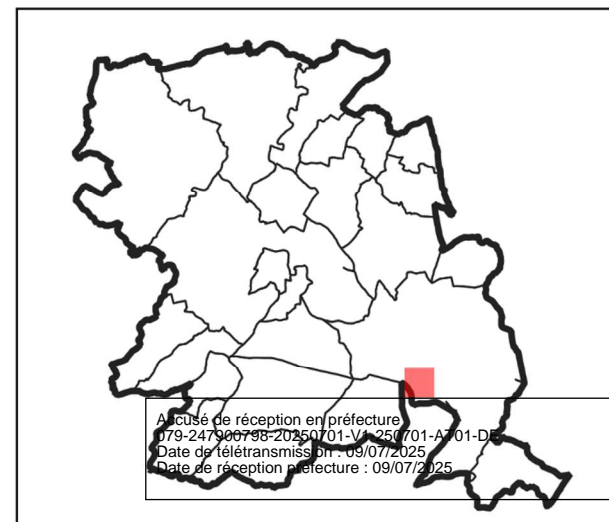 Accusé de réception en préfecture
079-247900798-20250701-V1-250701-AT01-DE
Date de télétransmission : 09/07/2025
Date de réception préfecture : 09/07/2025